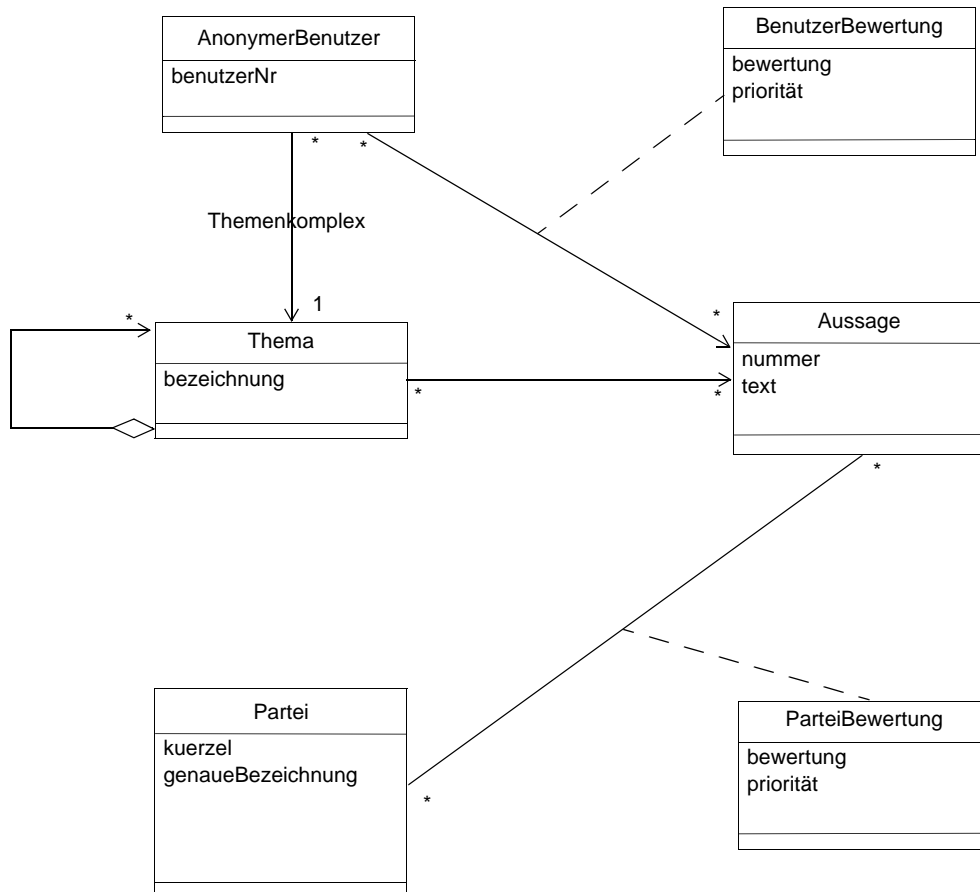 AnonymerBenutzer
benutzerNr
BenutzerBewertung
bewertung
priorität
*
*
Themenkomplex
1
*
*
Thema
bezeichnung
*
*
Aussage
nummer
text
*
Partei
kuerzel
genaueBezeichnung
*
ParteiBewertung
bewertung
priorität